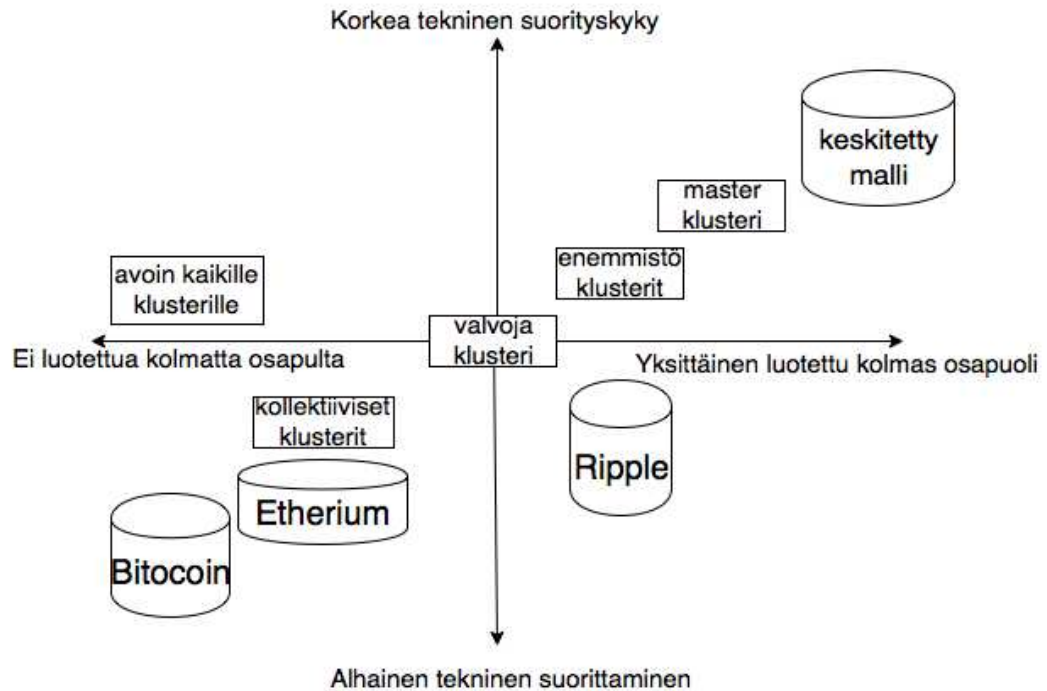 Korkea tekninen suorityskyky
keskitetty
malli
master
klusteri
enemmistö
klusterit
avoin kaikille
klusterille
valvoja
klusteri
Ei luotettua kolmatta osapulta
Yksittäinen luotettu kolmas osapuoli
kollektiiviset
klusterit
Ripple
Etherium
Bitocoin
Alhainen tekninen suorittaminen